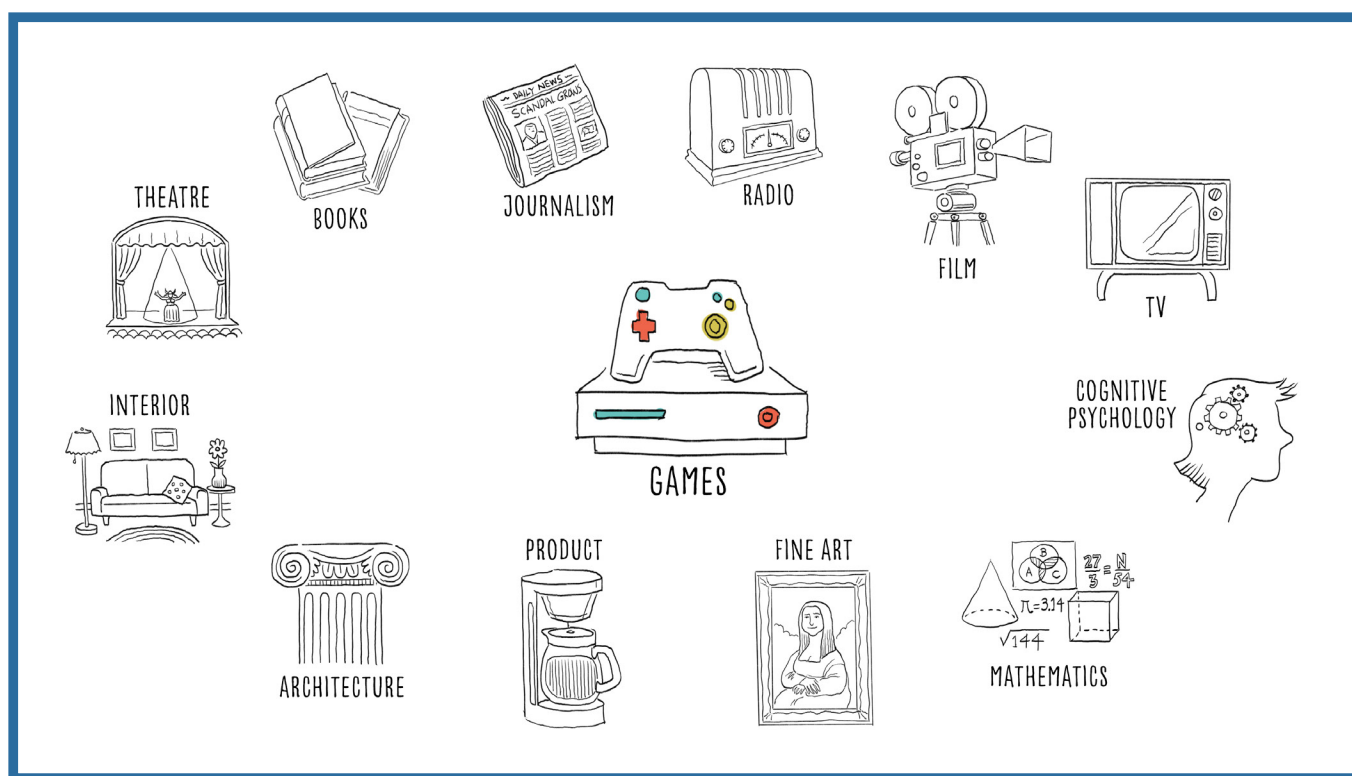 THEATRE
BOOKS
DAILY NEWS
SCANDAL GROWS
JOURNALISM
RADIO
FILM
TV
INTERIOR
GAMES
COGNITIVE
PSYCHOLOGY
ARCHITECTURE
PRODUCT
FINE ART
B
A C
27/3 = N/54
π=3.14
√144
MATHEMATICS